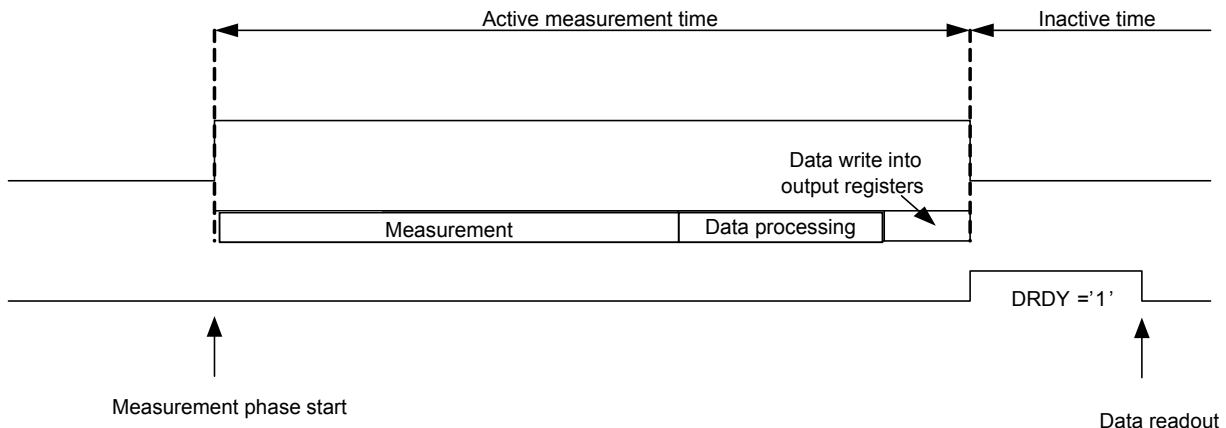 Active measurement time
Inactive time
Data write into
output registers
Measurement
Data processing
DRDY ='1'
Measurement phase start
Data readout